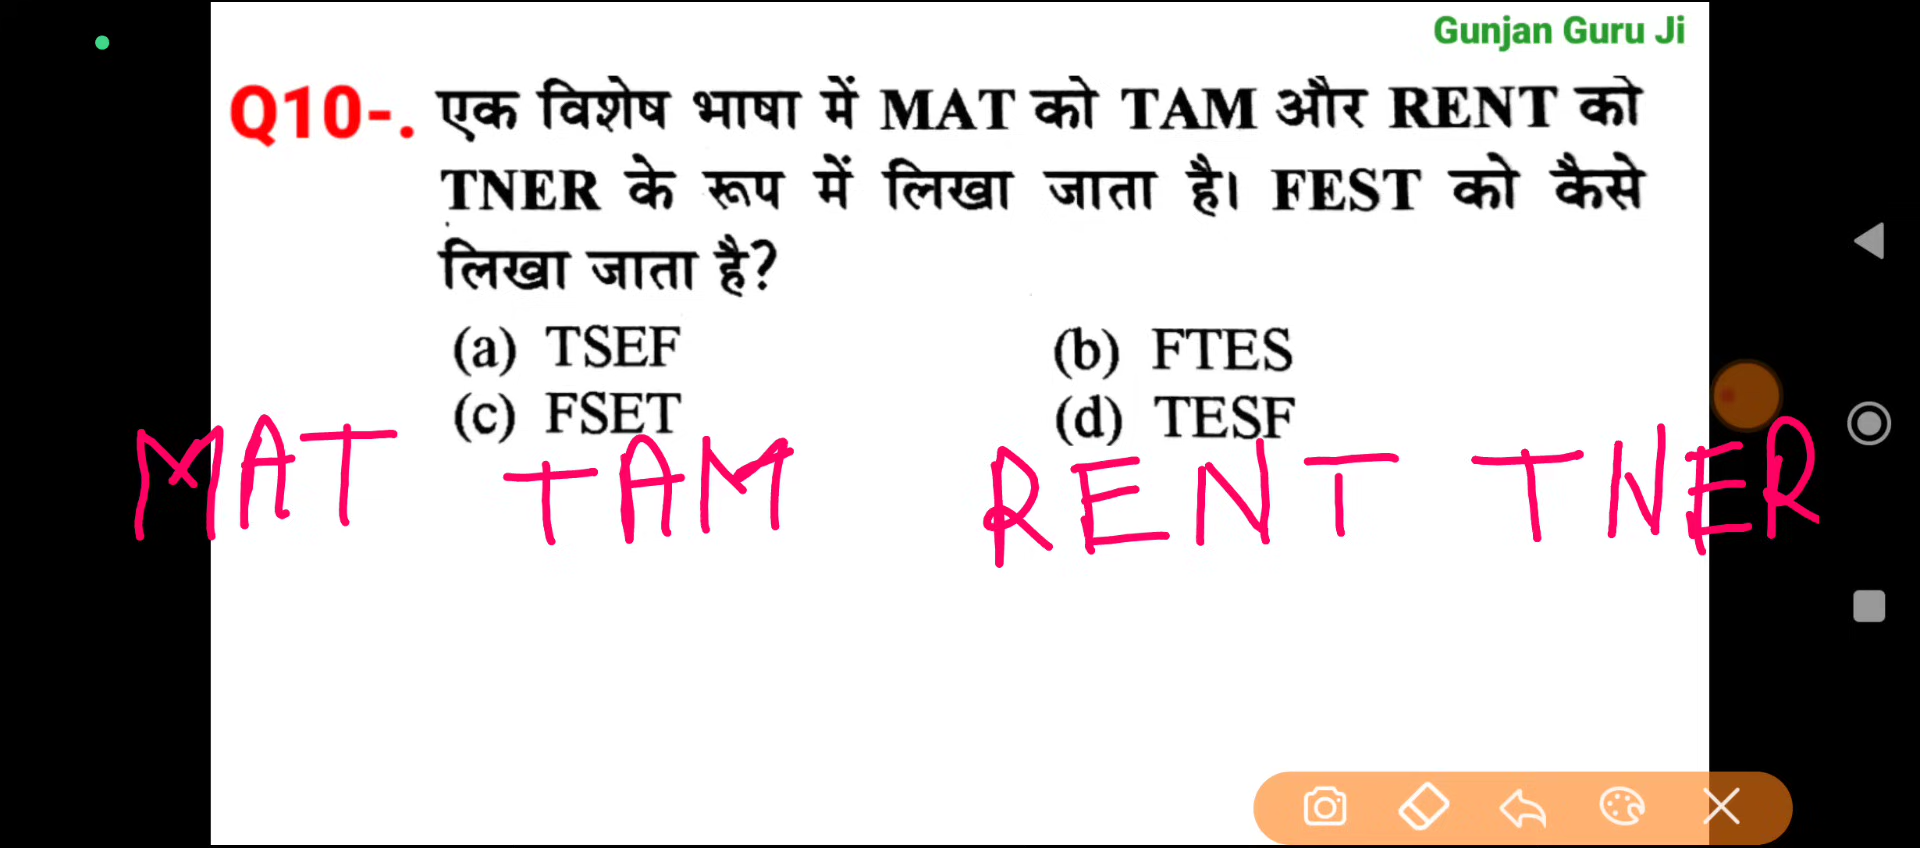 Gunjan Guru Ji
Q10-. एक विशेष भाषा में MAT को TAM और RENT को
TNER के रूप में लिखा जाता है। FEST को कैसे
लिखा जाता है?
(a) TSEF (b) FTES
(c) FSET (d) TESF
MAT TAM RENT TNER